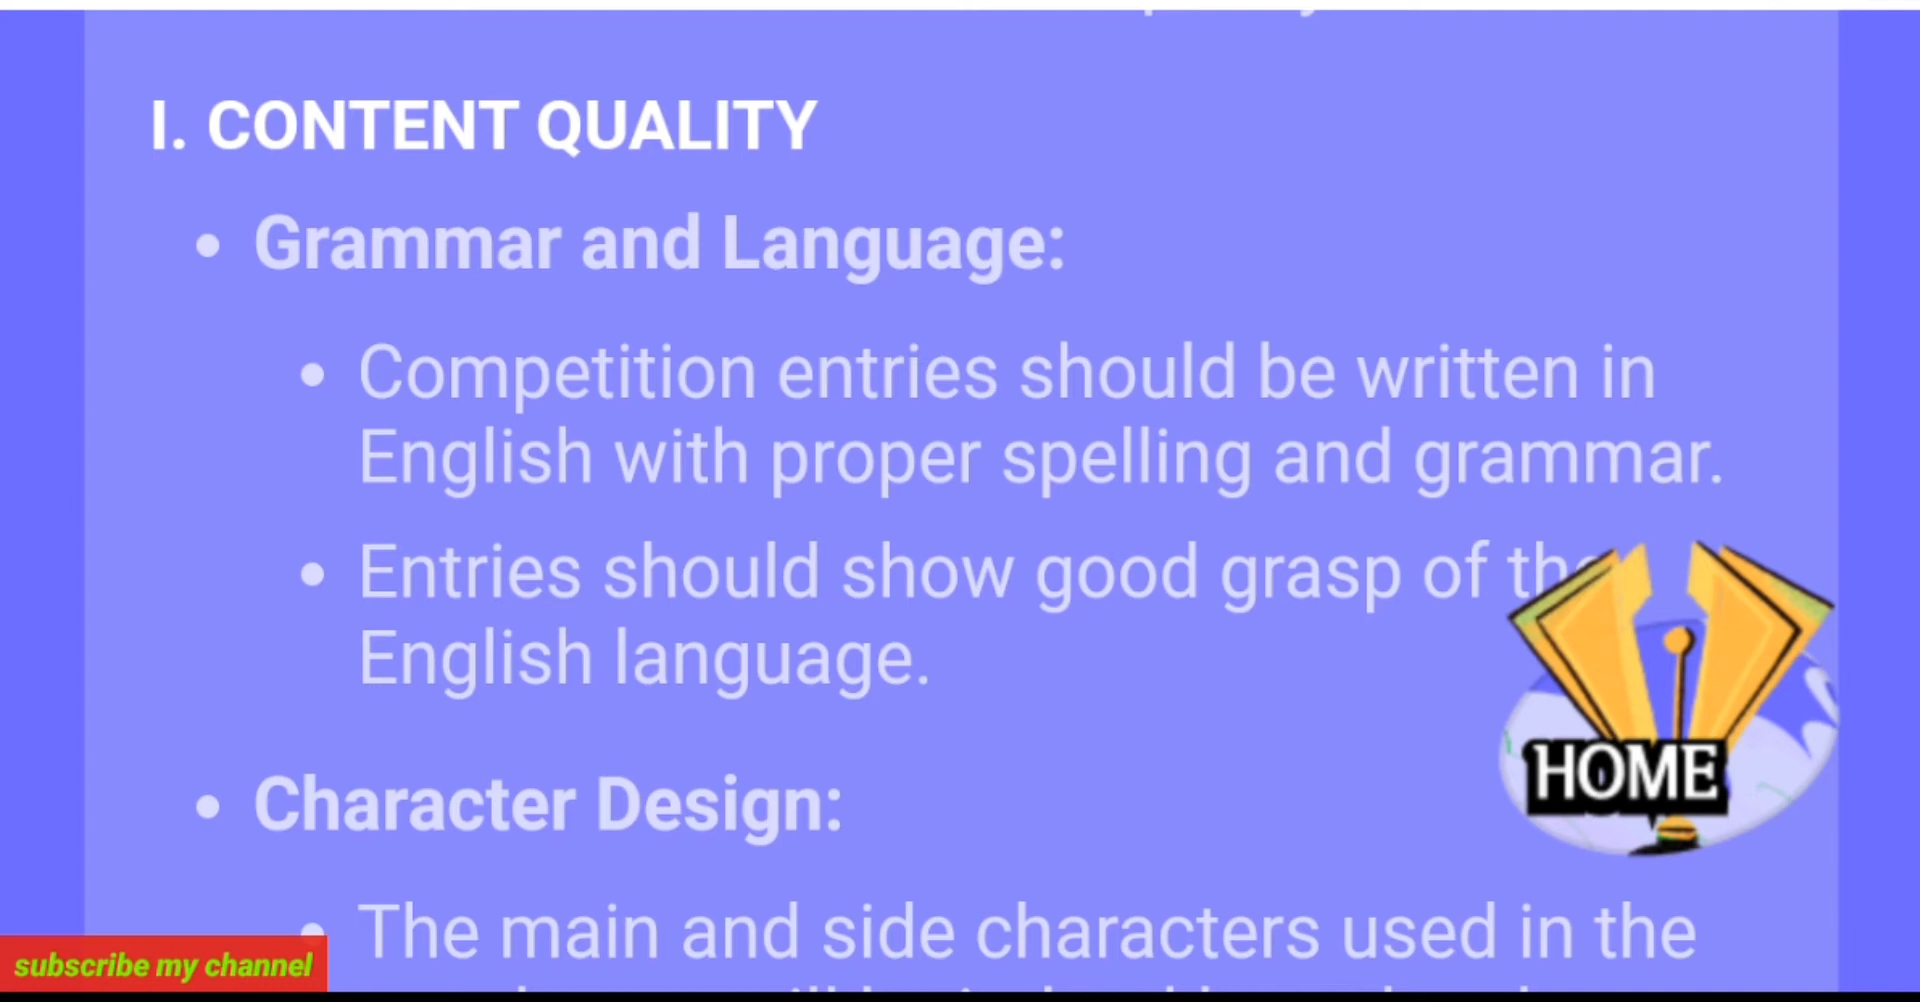 I. CONTENT QUALITY
• Grammar and Language:
• Competition entries should be written in
English with proper spelling and grammar.
• Entries should show good grasp of the
English language.
HOME
• Character Design:
• The main and side characters used in the
subscribe my channel